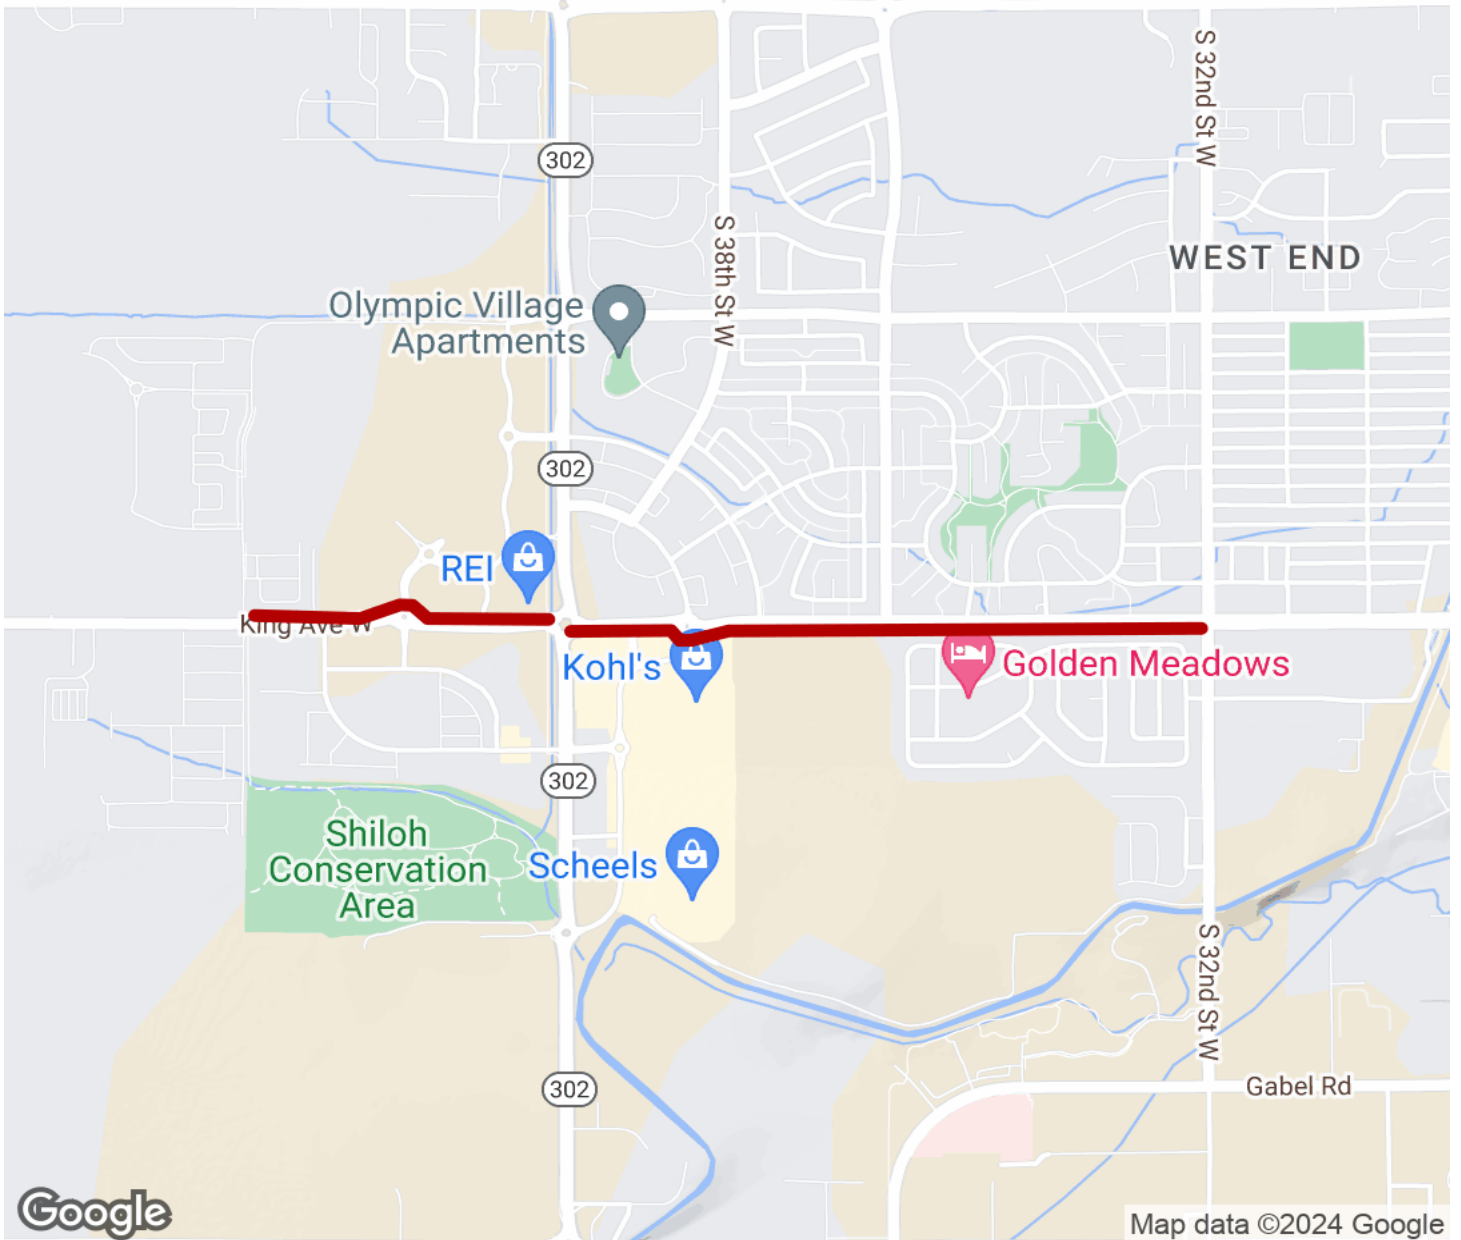 S 32nd St W
302
S 38th St W
WEST END
Olympic Village
Apartments
302
REI
King Ave W
Kohl's
Golden Meadows
302
Shiloh
Conservation
Area
Scheels
S 32nd St W
302
Gabel Rd
Google
Map data ©2024 Google